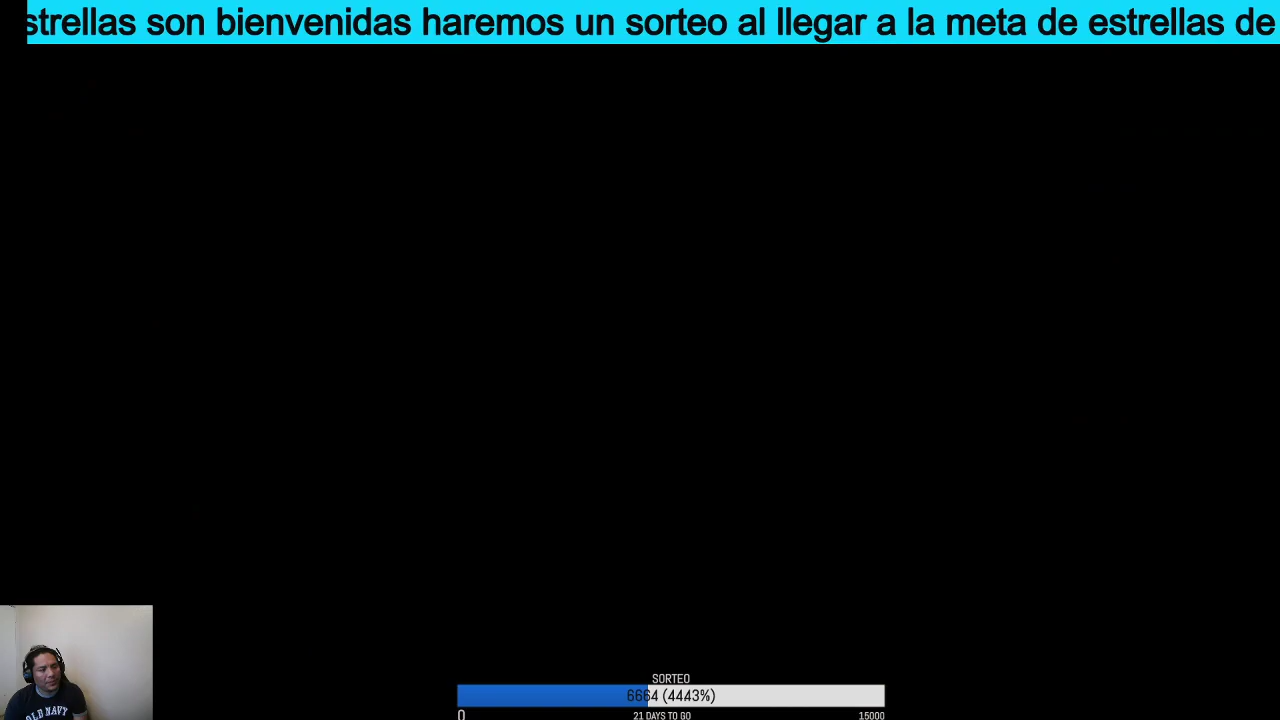 strellas son bienvenidas haremos un sorteo al llegar a la meta de estrellas de
OLD NAVY
SORTEO
6664 (4443%)
0 21 DAYS TO GO 15000